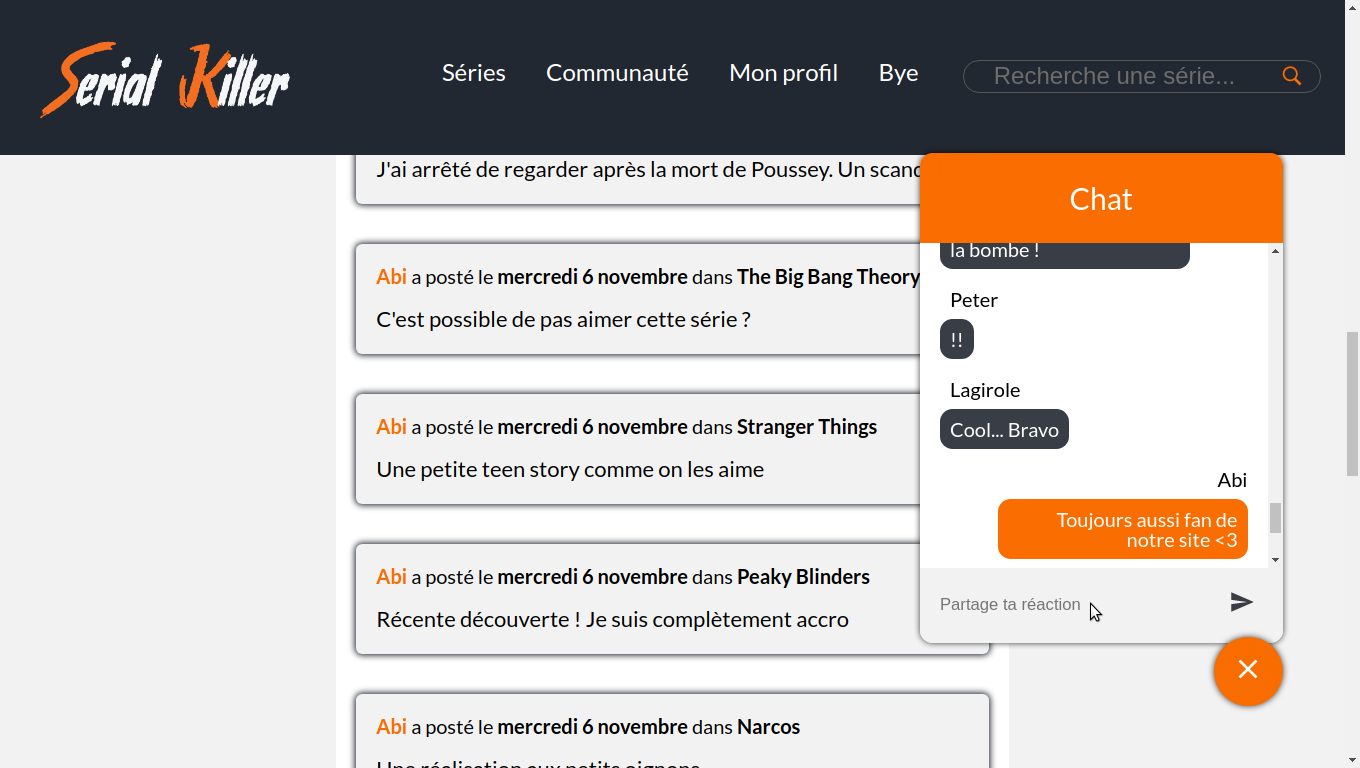 Serial Killer
Séries
Communauté
Mon profil
Bye
Recherche une série...
J'ai arrêté de regarder après la mort de Poussey. Un
Abi a posté le mercredi 6 novembre dans The Big Bang Theory
C'est possible de pas aimer cette série ?
Abi a posté le mercredi 6 novembre dans Stranger Things
Une petite teen story comme on les aime
Abi a posté le mercredi 6 novembre dans Peaky Blinders
Récente découverte ! Je suis complètement accro
Abi a posté le mercredi 6 novembre dans Narcos
Une réalisation aux petits oignons
Chat
la bombe !
Peter
!!
Lagirole
Cool... Bravo
Abi
Toujours aussi fan de
notre site <3
Partage ta réaction